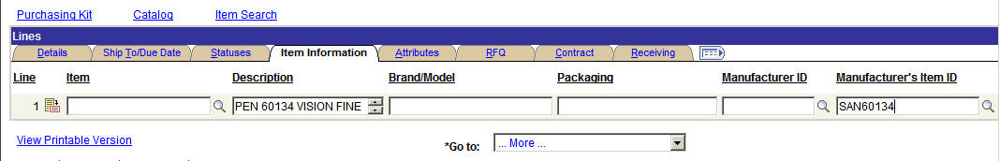 Purchasing Kit Catalog Item Search
Lines
Details Ship To/Due Date Statuses Item Information Attributes RFQ Contract Receiving
Line Item Description Brand/Model Packaging Manufacturer ID Manufacturer's Item ID
1 PEN 60134 VISION FINE SAN60134
View Printable Version *Go to: ... More ...